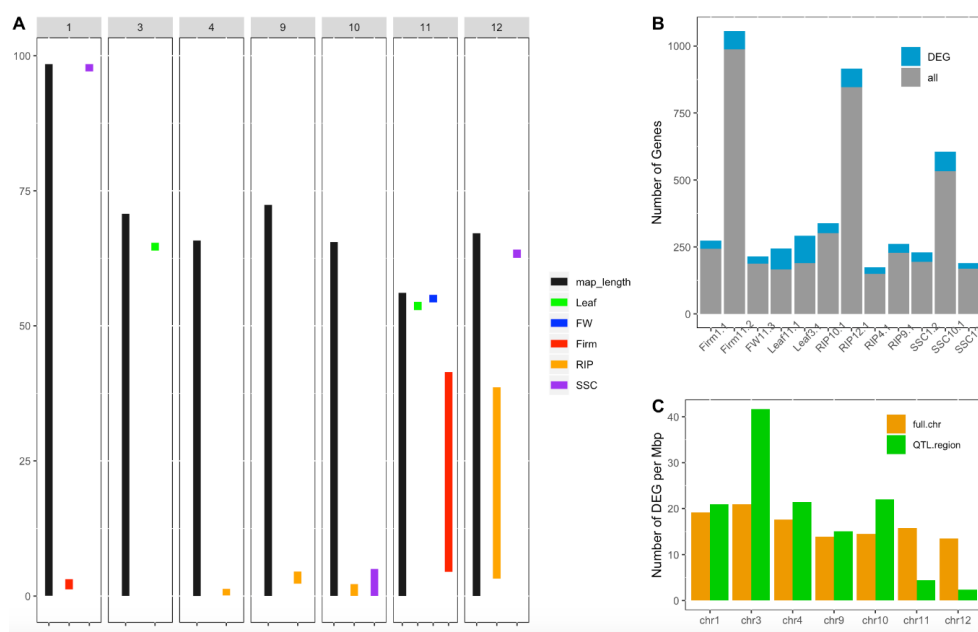 A
1 3 4 9 10 11 12
100
75
50
25
0
map_length
Leaf
FW
Firm
RIP
SSC
B
Number of Genes
1000
750
500
250
0
DEG
all
Firm1.1 Firm11.2 FW11.3 Leaf11.1 Leaf3.1 RIP10.1 RIP12.1 RIP4.1 RIP9.1 SSC1.2 SSC10.1
C
Number of DEG per Mbp
40
30
20
10
0
full.chr
QTL.region
chr1 chr3 chr4 chr9 chr10 chr11 chr12